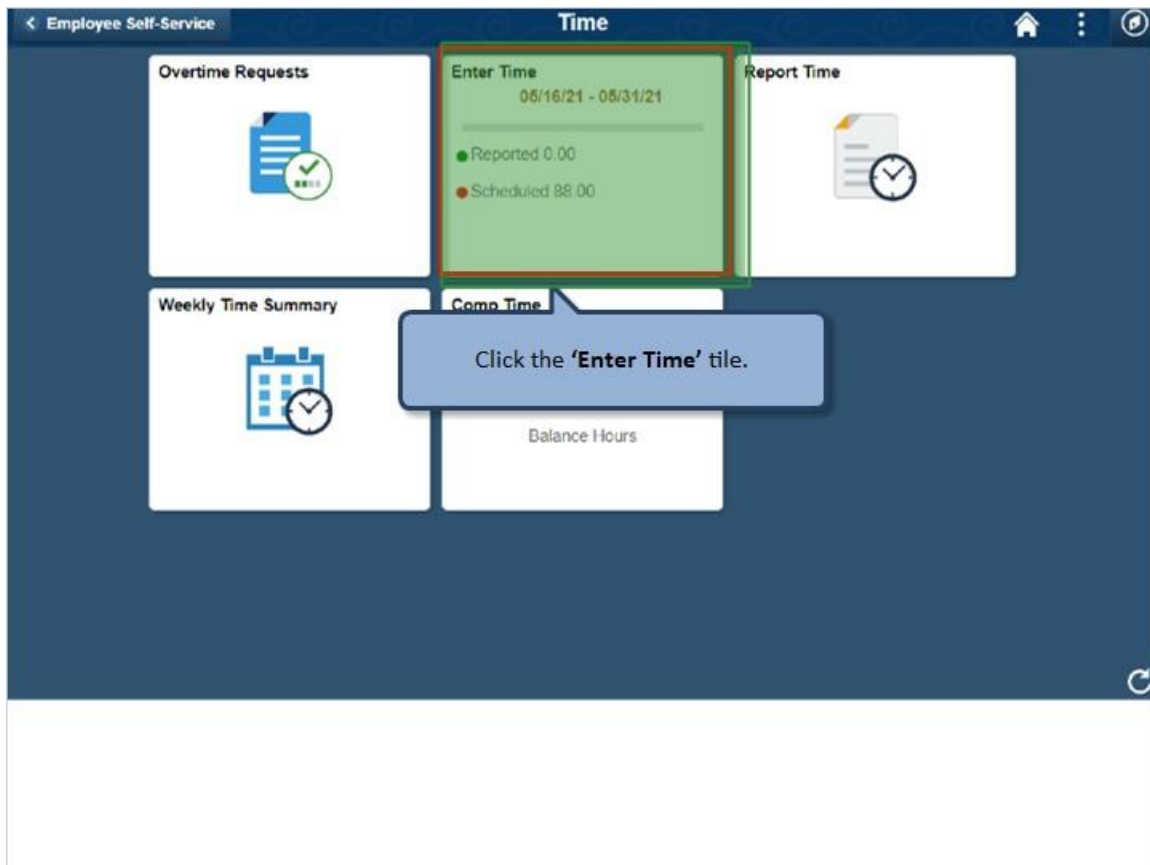 Employee Self-Service
Time
Overtime Requests
Enter Time
05/16/21 - 05/31/21
Reported 0.00
Scheduled 88.00
Report Time
Weekly Time Summary
Comp Time
Click the ‘Enter Time’ tile.
Balance Hours